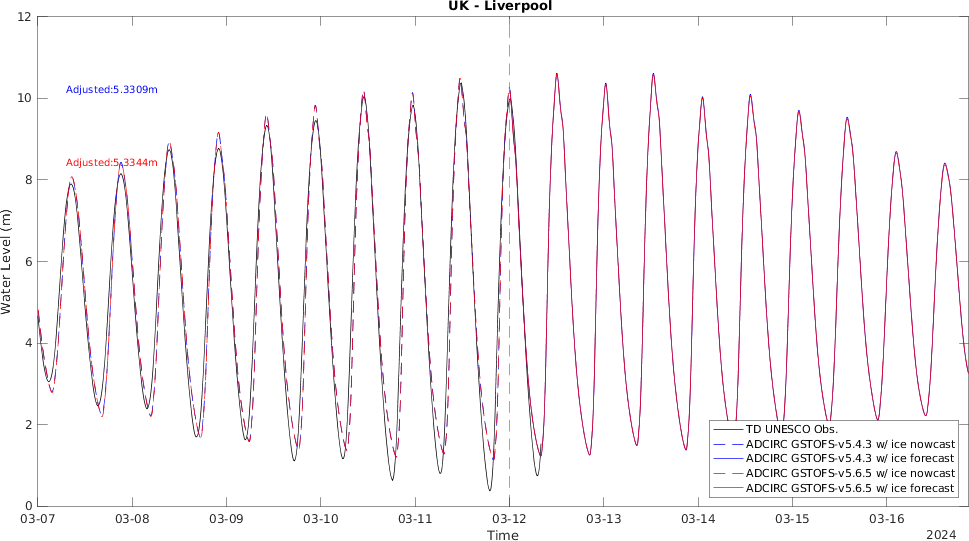 UK - Liverpool
12
10
8
6
4
2
0
Water Level (m)
Adjusted:5.3309m
Adjusted:5.3344m
TD UNESCO Obs.
ADCIRC GSTOFS-v5.4.3 w/ ice nowcast
ADCIRC GSTOFS-v5.4.3 w/ ice forecast
ADCIRC GSTOFS-v5.6.5 w/ ice nowcast
ADCIRC GSTOFS-v5.6.5 w/ ice forecast
03-07 03-08 03-09 03-10 03-11 03-12 03-13 03-14 03-15 03-16
Time
2024